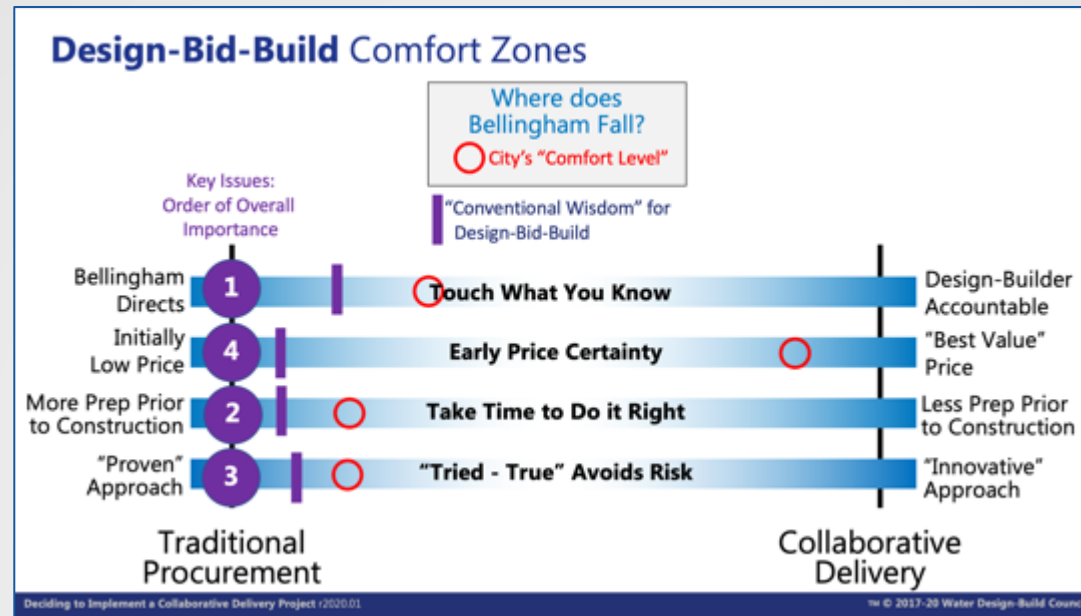 Design-Bid-Build Comfort Zones
Where does
Bellingham Fall?
City's "Comfort Level"
Key Issues:
Order of Overall
Importance
"Conventional Wisdom" for
Design-Bid-Build
Bellingham
Directs
1
Touch What You Know
Design-Builder
Accountable
Initially
Low Price
4
Early Price Certainty
"Best Value"
Price
More Prep Prior
to Construction
2
Take Time to Do it Right
Less Prep Prior
to Construction
"Proven"
Approach
3
"Tried - True" Avoids Risk
"Innovative"
Approach
Traditional
Procurement
Collaborative
Delivery
Deciding to Implement a Collaborative Delivery Project r2020.01
™ © 2017-20 Water Design-Build Counc